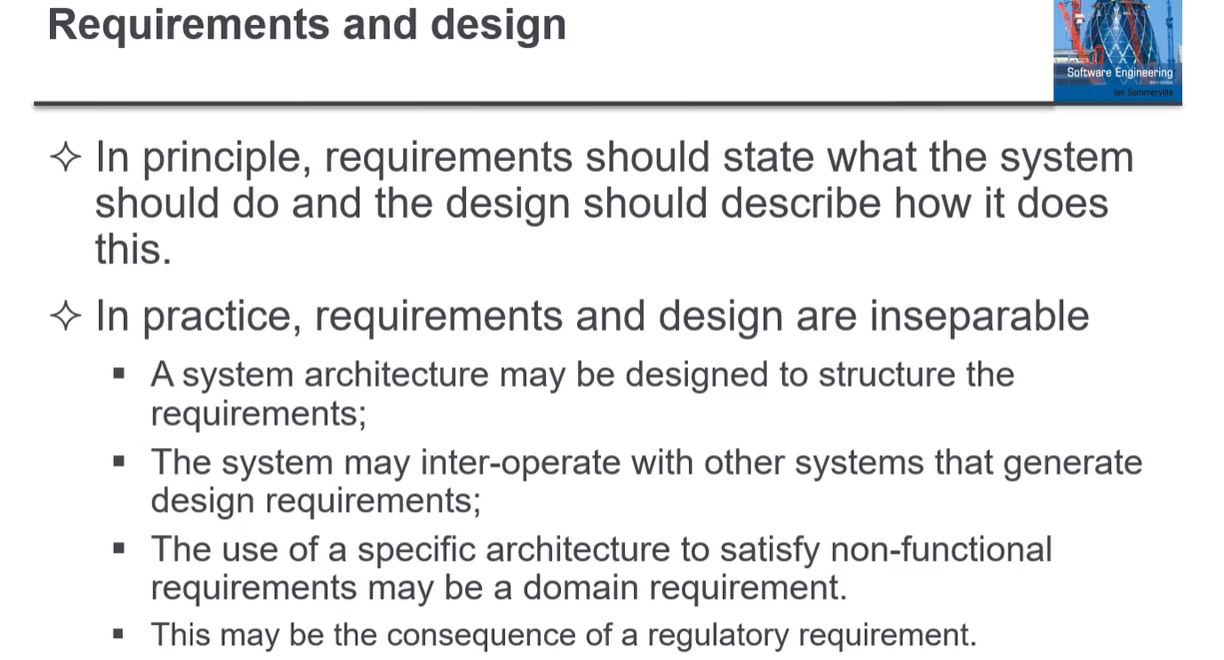 Requirements and design
Software Engineering
Ian Sommerville
✧ In principle, requirements should state what the system
should do and the design should describe how it does
this.
✧ In practice, requirements and design are inseparable
▪ A system architecture may be designed to structure the
requirements;
▪ The system may inter-operate with other systems that generate
design requirements;
▪ The use of a specific architecture to satisfy non-functional
requirements may be a domain requirement.
▪ This may be the consequence of a regulatory requirement.